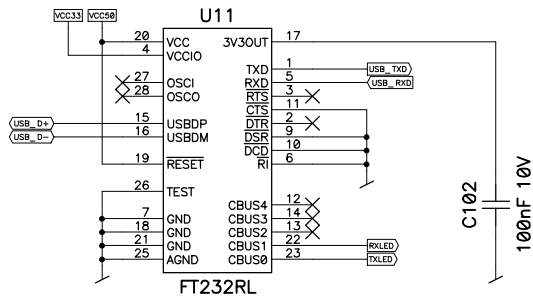 U11
VCC33 VCC50
20 VCC
4 VCCIO
27 OSCI
28 OSCO
USB_D+ 15 USBDP
USB_D- 16 USBDM
19 RESET
26 TEST
7 GND
18 GND
21 GND
25 AGND
3V3OUT 17
TXD 1 USB_TXD
RXD 5 USB_RXD
RTS 3
CTS 11
DTR 2
DSR 9
DCD 10
RI 6
CBUS4 12
CBUS3 14
CBUS2 13
CBUS1 22 RXLED
CBUS0 23 TXLED
FT232RL
C102
100nF 10V